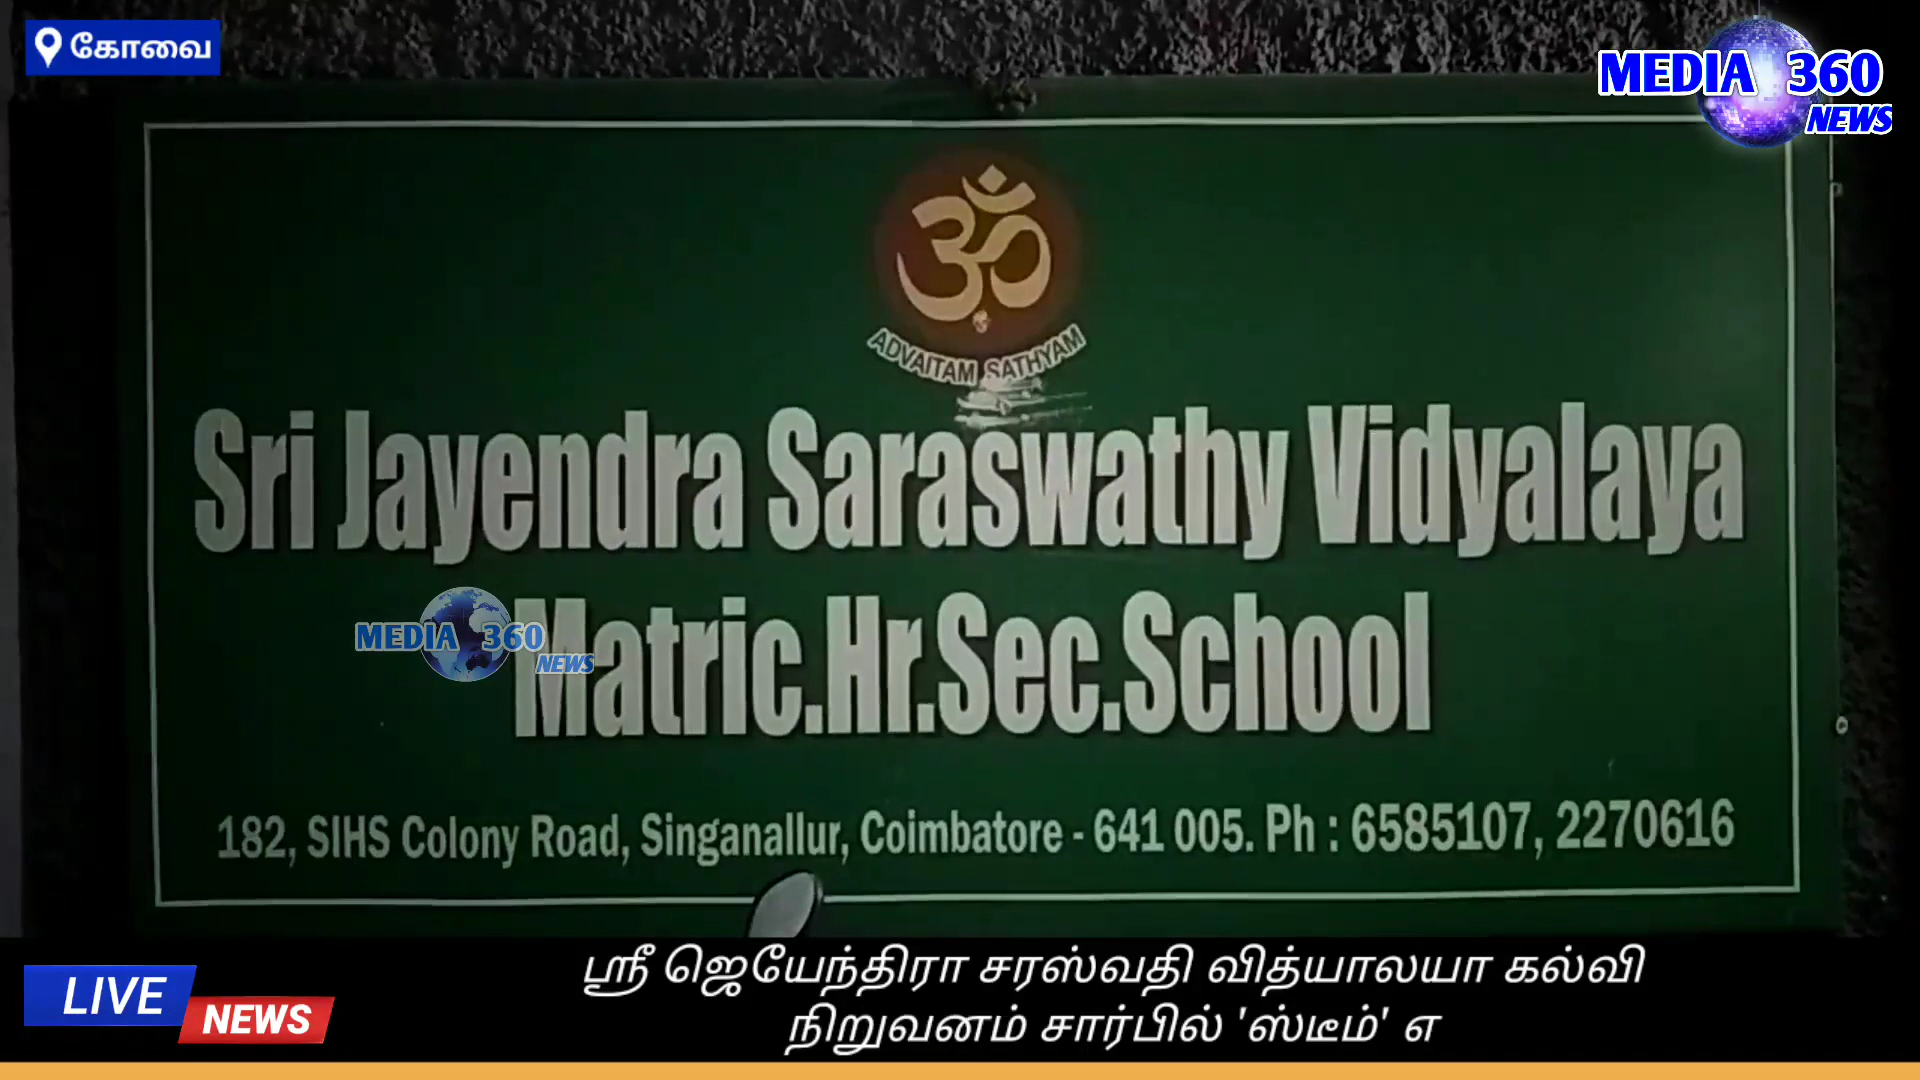 கோவை
MEDIA 360
NEWS
ॐ
ADVAITAM SATHYAM
Sri Jayendra Saraswathy Vidyalaya
MEDIA 360
NEWS
Matric.Hr.Sec.School
182, SIHS Colony Road, Singanallur, Coimbatore - 641 005. Ph : 6585107, 2270616
LIVE
NEWS
ஸ்ரீ ஜெயேந்திரா சரஸ்வதி வித்யாலயா கல்வி
நிறுவனம் சார்பில் 'ஸ்டீம்' எ